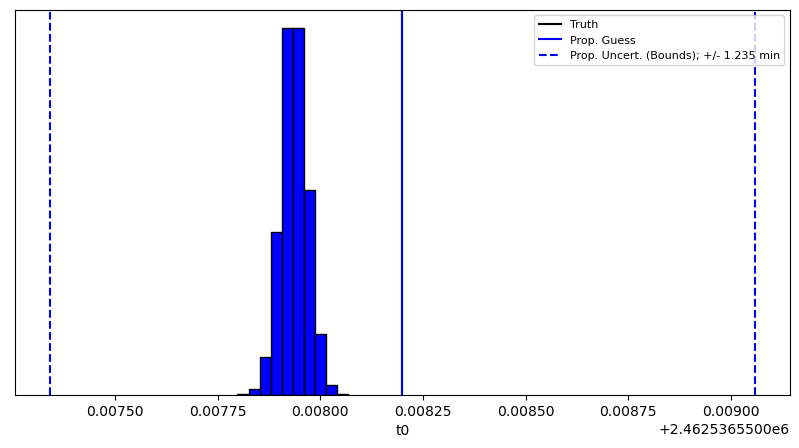 Truth
Prop. Guess
Prop. Uncert. (Bounds); +/- 1.235 min
0.00750 0.00775 0.00800 0.00825 0.00850 0.00875 0.00900
t0
+2.4625365500e6